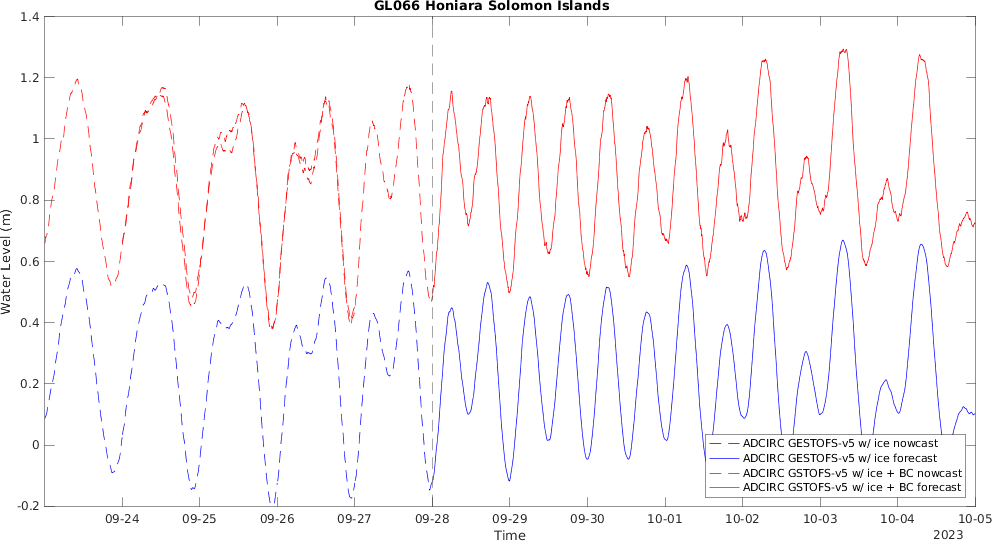 GL066 Honiara Solomon Islands
1.4
1.2
1
0.8
0.6
0.4
0.2
0
-0.2
Water Level (m)
ADCIRC GESTOFS-v5 w/ ice nowcast
ADCIRC GESTOFS-v5 w/ ice forecast
ADCIRC GSTOFS-v5 w/ ice + BC nowcast
ADCIRC GSTOFS-v5 w/ ice + BC forecast
09-24 09-25 09-26 09-27 09-28 09-29 09-30 10-01 10-02 10-03 10-04 10-05
Time
2023